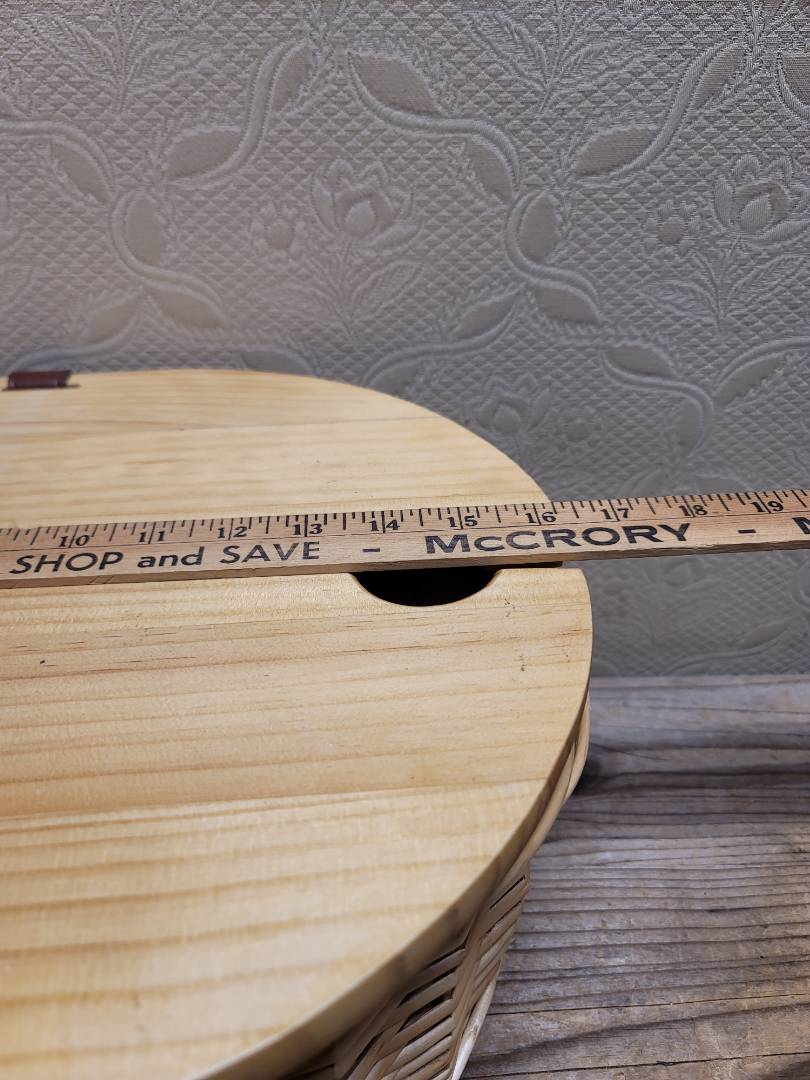 10 11 12 13 14 15 16 17 18 19
SHOP and SAVE - McCRORY - M